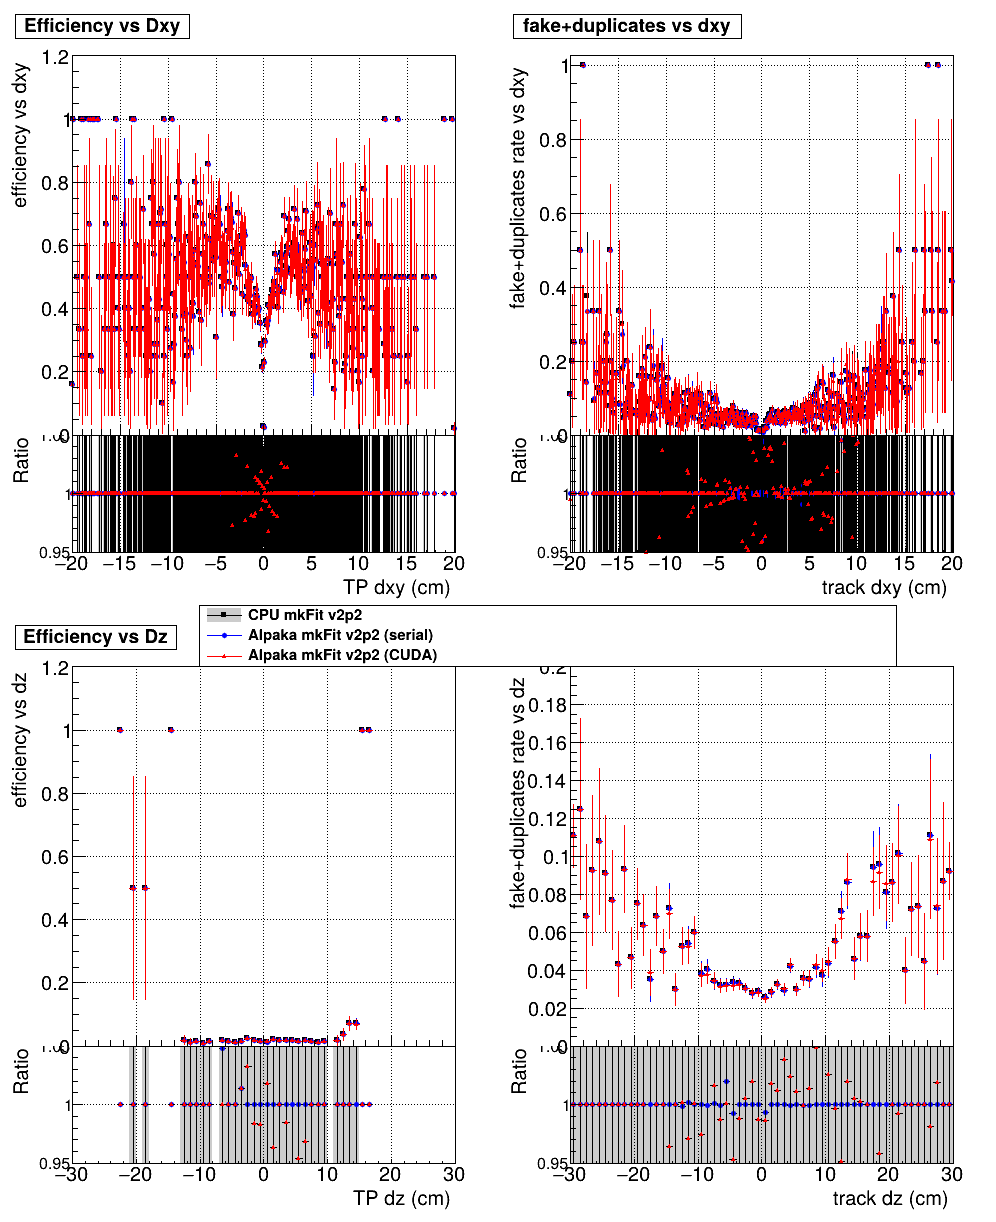 Efficiency vs Dxy
fake+duplicates vs dxy
efficiency vs dxy
1.2
1
0.8
0.6
0.4
0.2
0
Ratio
1
0.95
−20 −15 −10 −5 0 5 10 15 20
TP dxy (cm)
fake+duplicates rate vs dxy
1
0.8
0.6
0.4
0.2
0
Ratio
1
0.95
−20 −15 −10 −5 0 5 10 15 20
track dxy (cm)
CPU mkFit v2p2
Alpaka mkFit v2p2 (serial)
Alpaka mkFit v2p2 (CUDA)
Efficiency vs Dz
efficiency vs dz
1.2
1
0.8
0.6
0.4
0.2
0
Ratio
1
0.95
−30 −20 −10 0 10 20 30
TP dz (cm)
fake+duplicates rate vs dz
0.2
0.18
0.16
0.14
0.12
0.1
0.08
0.06
0.04
0.02
0
Ratio
1
0.95
−30 −20 −10 0 10 20 30
track dz (cm)